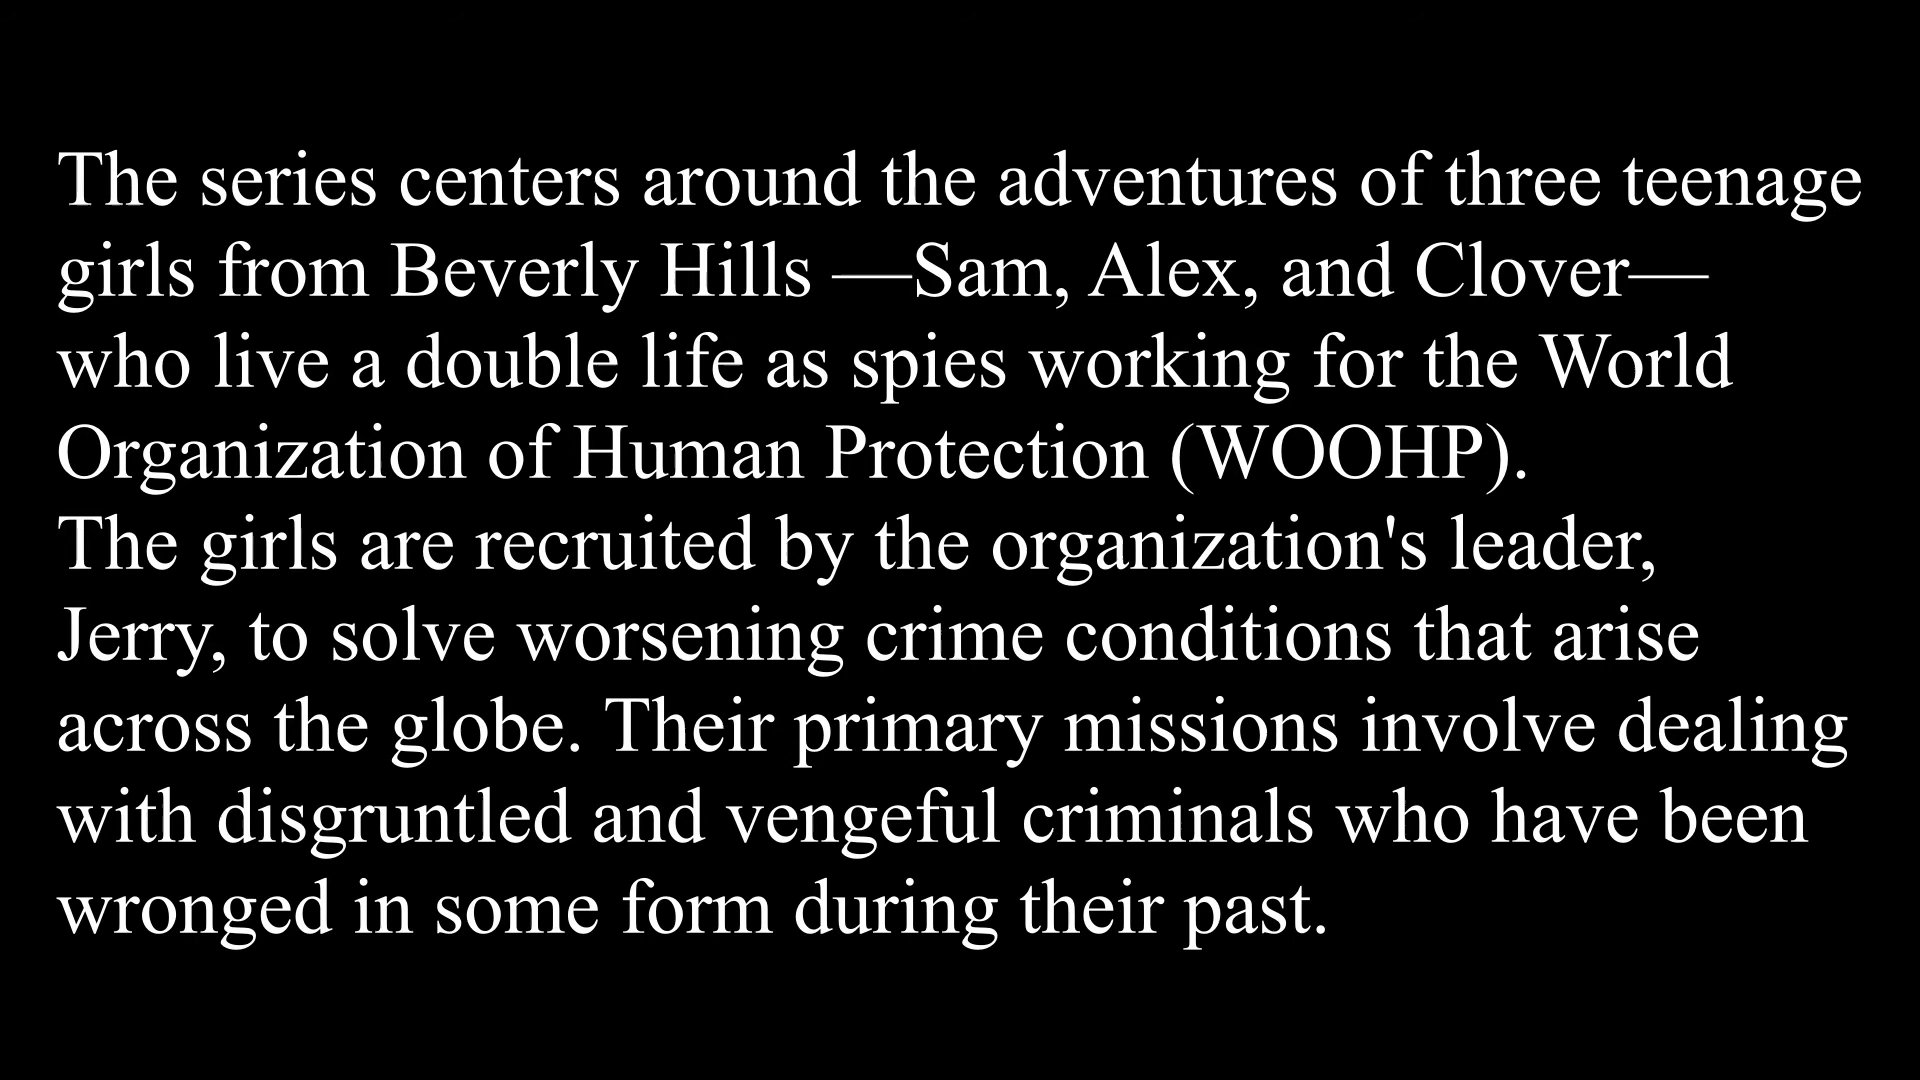 The series centers around the adventures of three teenage
girls from Beverly Hills —Sam, Alex, and Clover—
who live a double life as spies working for the World
Organization of Human Protection (WOOHP).
The girls are recruited by the organization's leader,
Jerry, to solve worsening crime conditions that arise
across the globe. Their primary missions involve dealing
with disgruntled and vengeful criminals who have been
wronged in some form during their past.